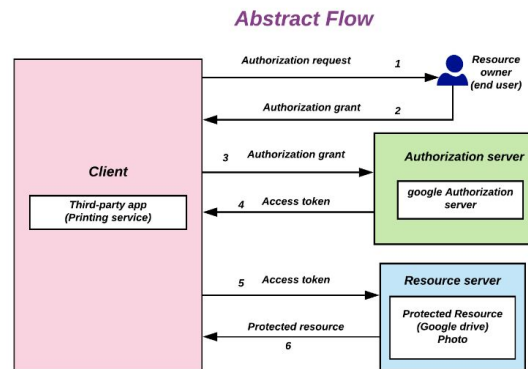 Abstract Flow
Authorization request 1
Resource
owner
(end user)
Authorization grant 2
3 Authorization grant
Authorization server
Client
google Authorization
server
Third-party app
(Printing service)
4 Access token
5 Access token
Resource server
Protected Resource
(Google drive)
Photo
Protected resource
6